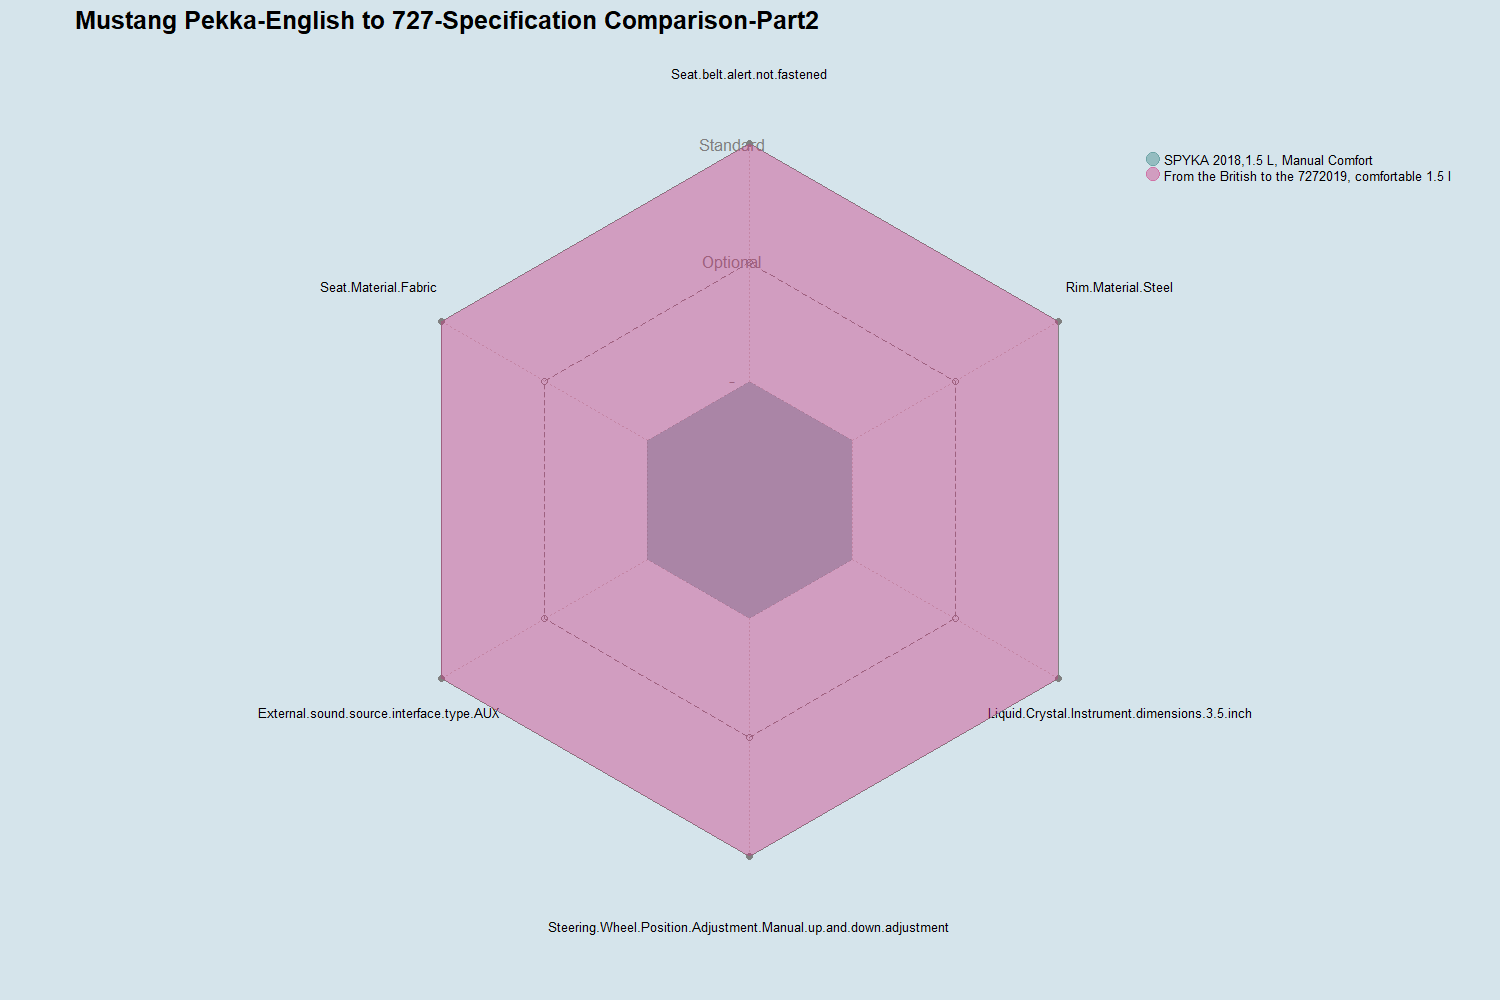 Mustang Pekka-English to 727-Specification Comparison-Part2
Seat.belt.alert.not.fastened
Standard
SPYKA 2018,1.5 L, Manual Comfort
From the British to the 7272019, comfortable 1.5 l
Optional
Seat.Material.Fabric
Rim.Material.Steel
-
External.sound.source.interface.type.AUX
Liquid.Crystal.Instrument.dimensions.3.5.inch
Steering.Wheel.Position.Adjustment.Manual.up.and.down.adjustment